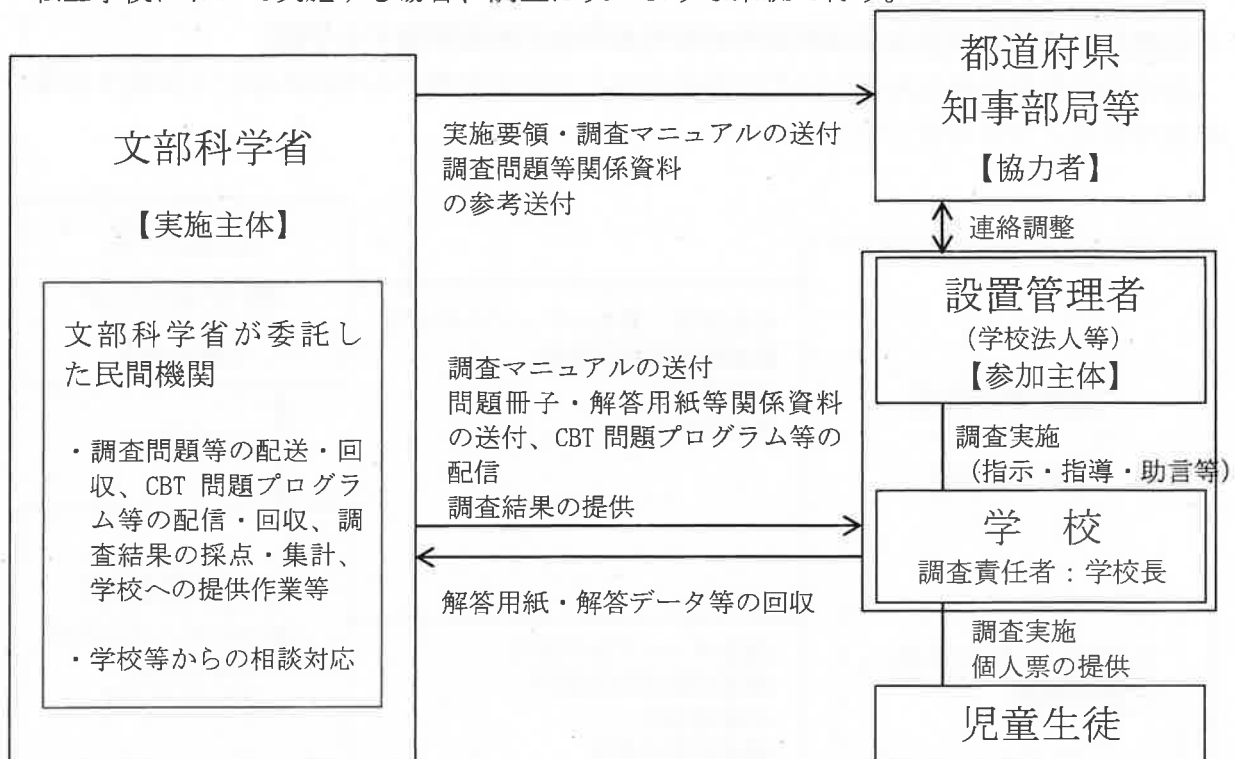 文部科学省
【実施主体】
文部科学省が委託し
た民間機関
・調査問題等の配送・回
収、CBT 問題プログラ
ム等の配信・回収、調
査結果の採点・集計、
学校への提供作業等
・学校等からの相談対応
実施要領・調査マニュアルの送付
調査問題等関係資料
の参考送付
調査マニュアルの送付
問題冊子・解答用紙等関係資料
の送付、CBT 問題プログラム等の
配信
調査結果の提供
解答用紙・解答データ等の回収
都道府県
知事部局等
【協力者】
連絡調整
設置管理者
（学校法人等）
【参加主体】
調査実施
（指示・指導・助言等）
学　校
調査責任者：学校長
調査実施
個人票の提供
児童生徒